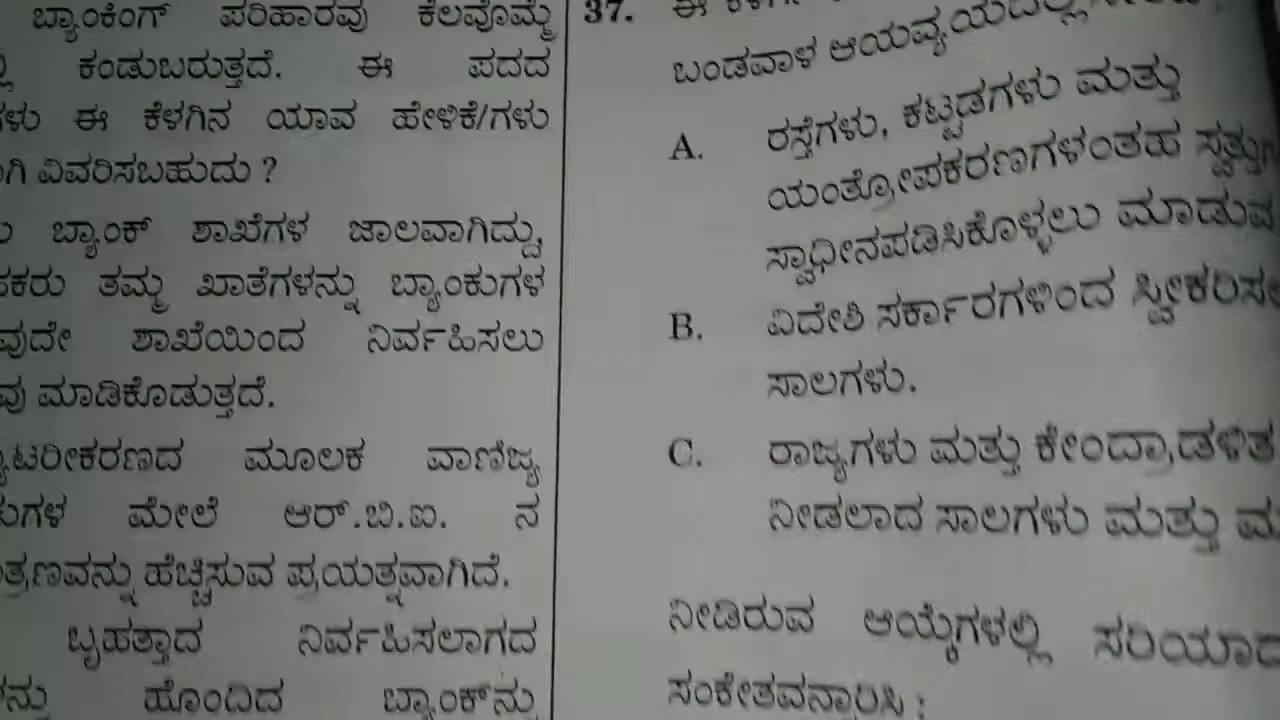 ಬ್ಯಾಂಕಿಂಗ್ ಪರಿಹಾರವು ಕೆಲವೊಮ್ಮೆ
ಕಂಡುಬರುತ್ತದೆ. ಈ ಪದದ
ಈ ಕೆಳಗಿನ ಯಾವ ಹೇಳಿಕೆ/ಗಳು
ವಿವರಿಸಬಹುದು ?
ಬ್ಯಾಂಕ್ ಶಾಖೆಗಳ ಜಾಲವಾಗಿದ್ದು,
ತಮ್ಮ ಖಾತೆಗಳನ್ನು ಬ್ಯಾಂಕುಗಳ
ಶಾಖೆಯಿಂದ ನಿರ್ವಹಿಸಲು
ಮಾಡಿಕೊಡುತ್ತದೆ.
ಮೂಲಕ ವಾಣಿಜ್ಯ
ಮೇಲೆ ಆರ್.ಬಿ.ಐ. ನ
ಹೆಚ್ಚಿಸುವ ಪ್ರಯತ್ನವಾಗಿದೆ.
ಬೃಹತ್ತಾದ ನಿರ್ವಹಿಸಲಾಗದ
ಹೊಂದಿದ ಬ್ಯಾಂಕ್‌ನ್ನು
37. ಈ
ಬಂಡವಾಳ ಆಯವ್ಯಯದಲ್ಲಿ
A. ರಸ್ತೆಗಳು, ಕಟ್ಟಡಗಳು ಮತ್ತು
ಯಂತ್ರೋಪಕರಣಗಳಂತಹ
ಸ್ವಾಧೀನಪಡಿಸಿಕೊಳ್ಳಲು ಮಾಡುವ
B. ವಿದೇಶಿ ಸರ್ಕಾರಗಳಿಂದ
ಸಾಲಗಳು.
C. ರಾಜ್ಯಗಳು ಮತ್ತು ಕೇಂದ್ರಾಡಳಿತ
ನೀಡಲಾದ ಸಾಲಗಳು ಮತ್ತು
ನೀಡಿರುವ ಆಯ್ಕೆಗಳಲ್ಲಿ ಸರಿಯಾದ
ಸಂಕೇತವನ್ನಾರಿಸಿ :